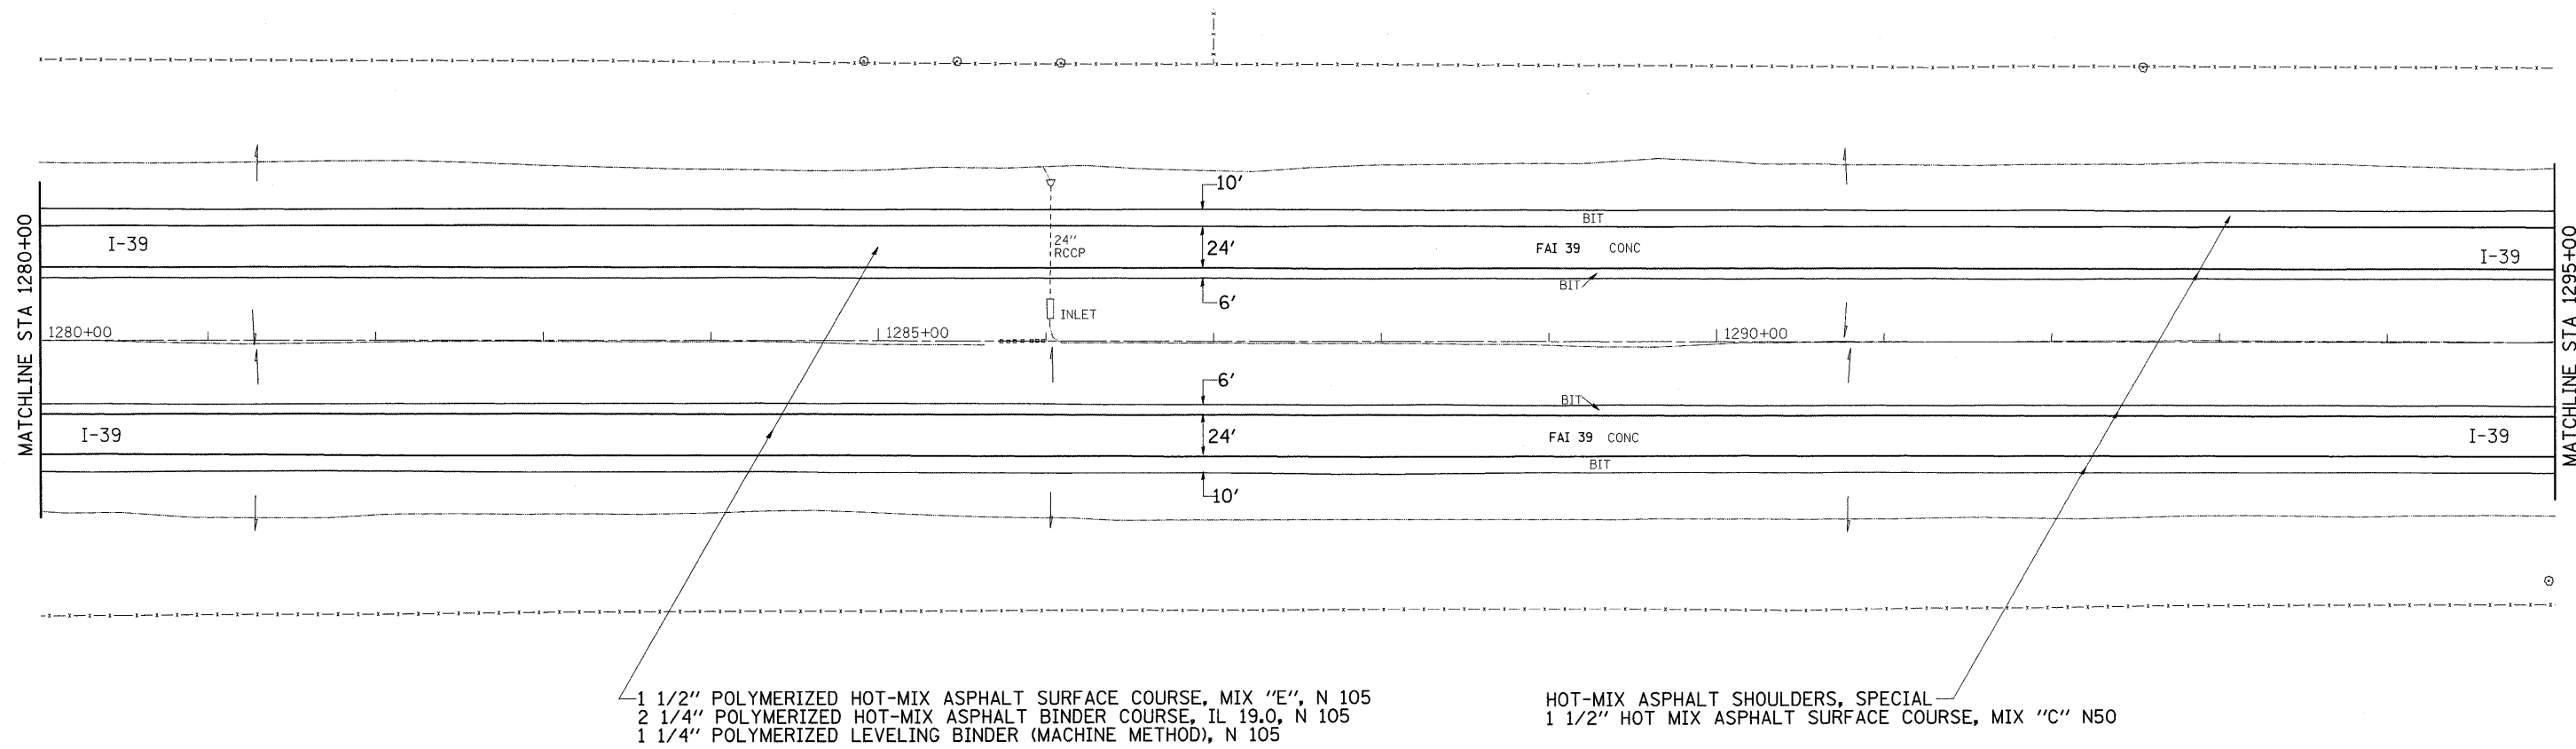 10'
BIT
I-39
24"
RCCP
24'
FAI 39 CONC
I-39
BIT
6'
INLET
MATCHLINE STA 1280+00
1280+00
1285+00
1290+00
MATCHLINE STA 1295+00
6'
BIT
I-39
24'
FAI 39 CONC
I-39
BIT
10'
1 1/2" POLYMERIZED HOT-MIX ASPHALT SURFACE COURSE, MIX "E", N 105
2 1/4" POLYMERIZED HOT-MIX ASPHALT BINDER COURSE, IL 19.0, N 105
1 1/4" POLYMERIZED LEVELING BINDER (MACHINE METHOD), N 105
HOT-MIX ASPHALT SHOULDERS, SPECIAL
1 1/2" HOT MIX ASPHALT SURFACE COURSE, MIX "C" N50